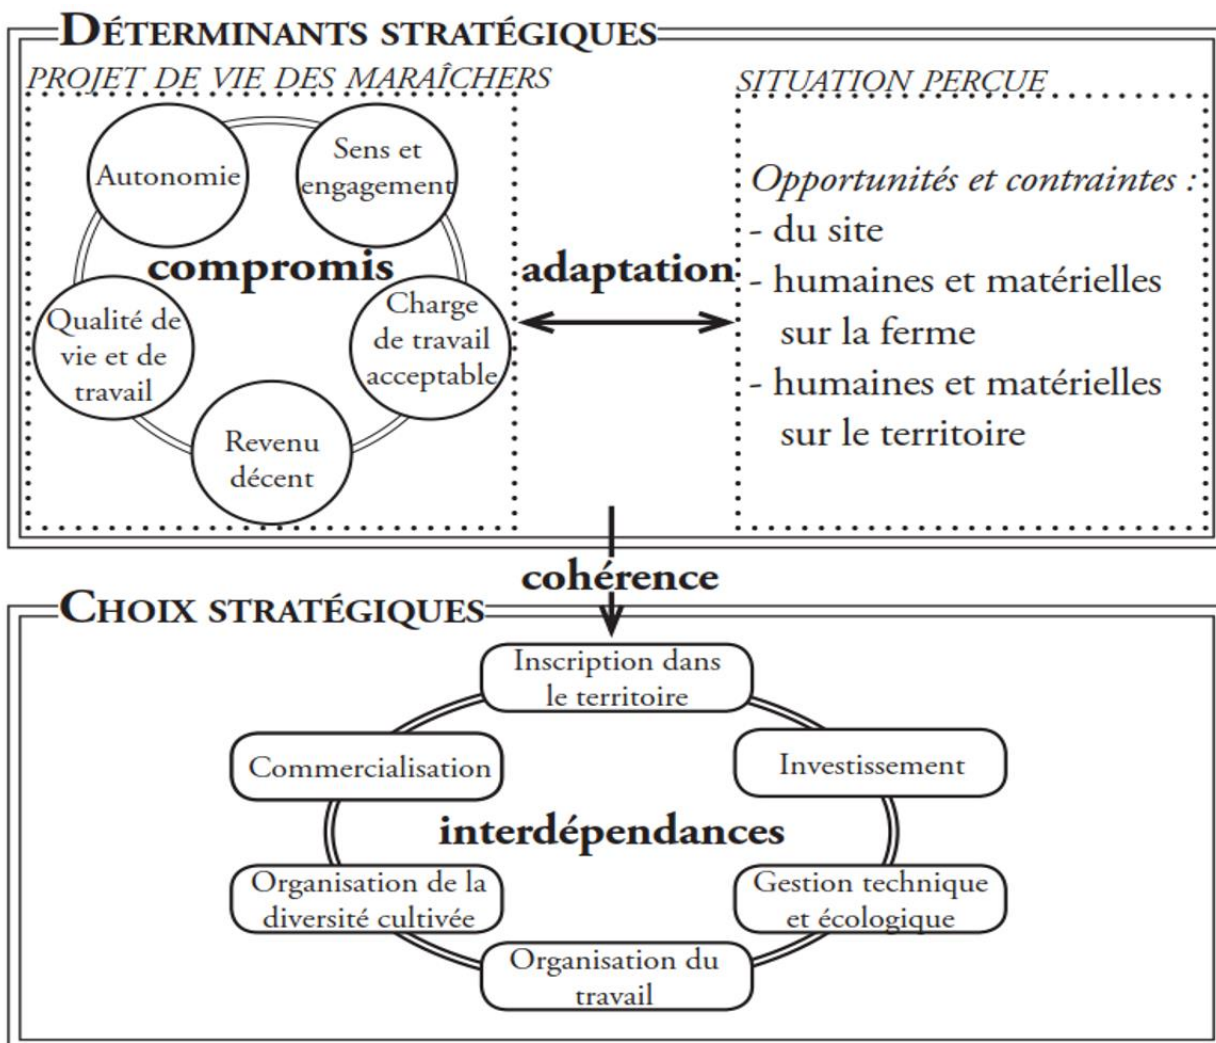 DÉTERMINANTS STRATÉGIQUES
PROJET DE VIE DES MARAÎCHERS
Autonomie
Sens et
engagement
compromis
Qualité de
vie et de
travail
Charge
de travail
acceptable
Revenu
décent
adaptation
SITUATION PERÇUE
Opportunités et contraintes :
- du site
- humaines et matérielles
sur la ferme
- humaines et matérielles
sur le territoire
cohérence
CHOIX STRATÉGIQUES
Inscription dans
le territoire
Commercialisation
Investissement
interdépendances
Organisation de la
diversité cultivée
Gestion technique
et écologique
Organisation du
travail